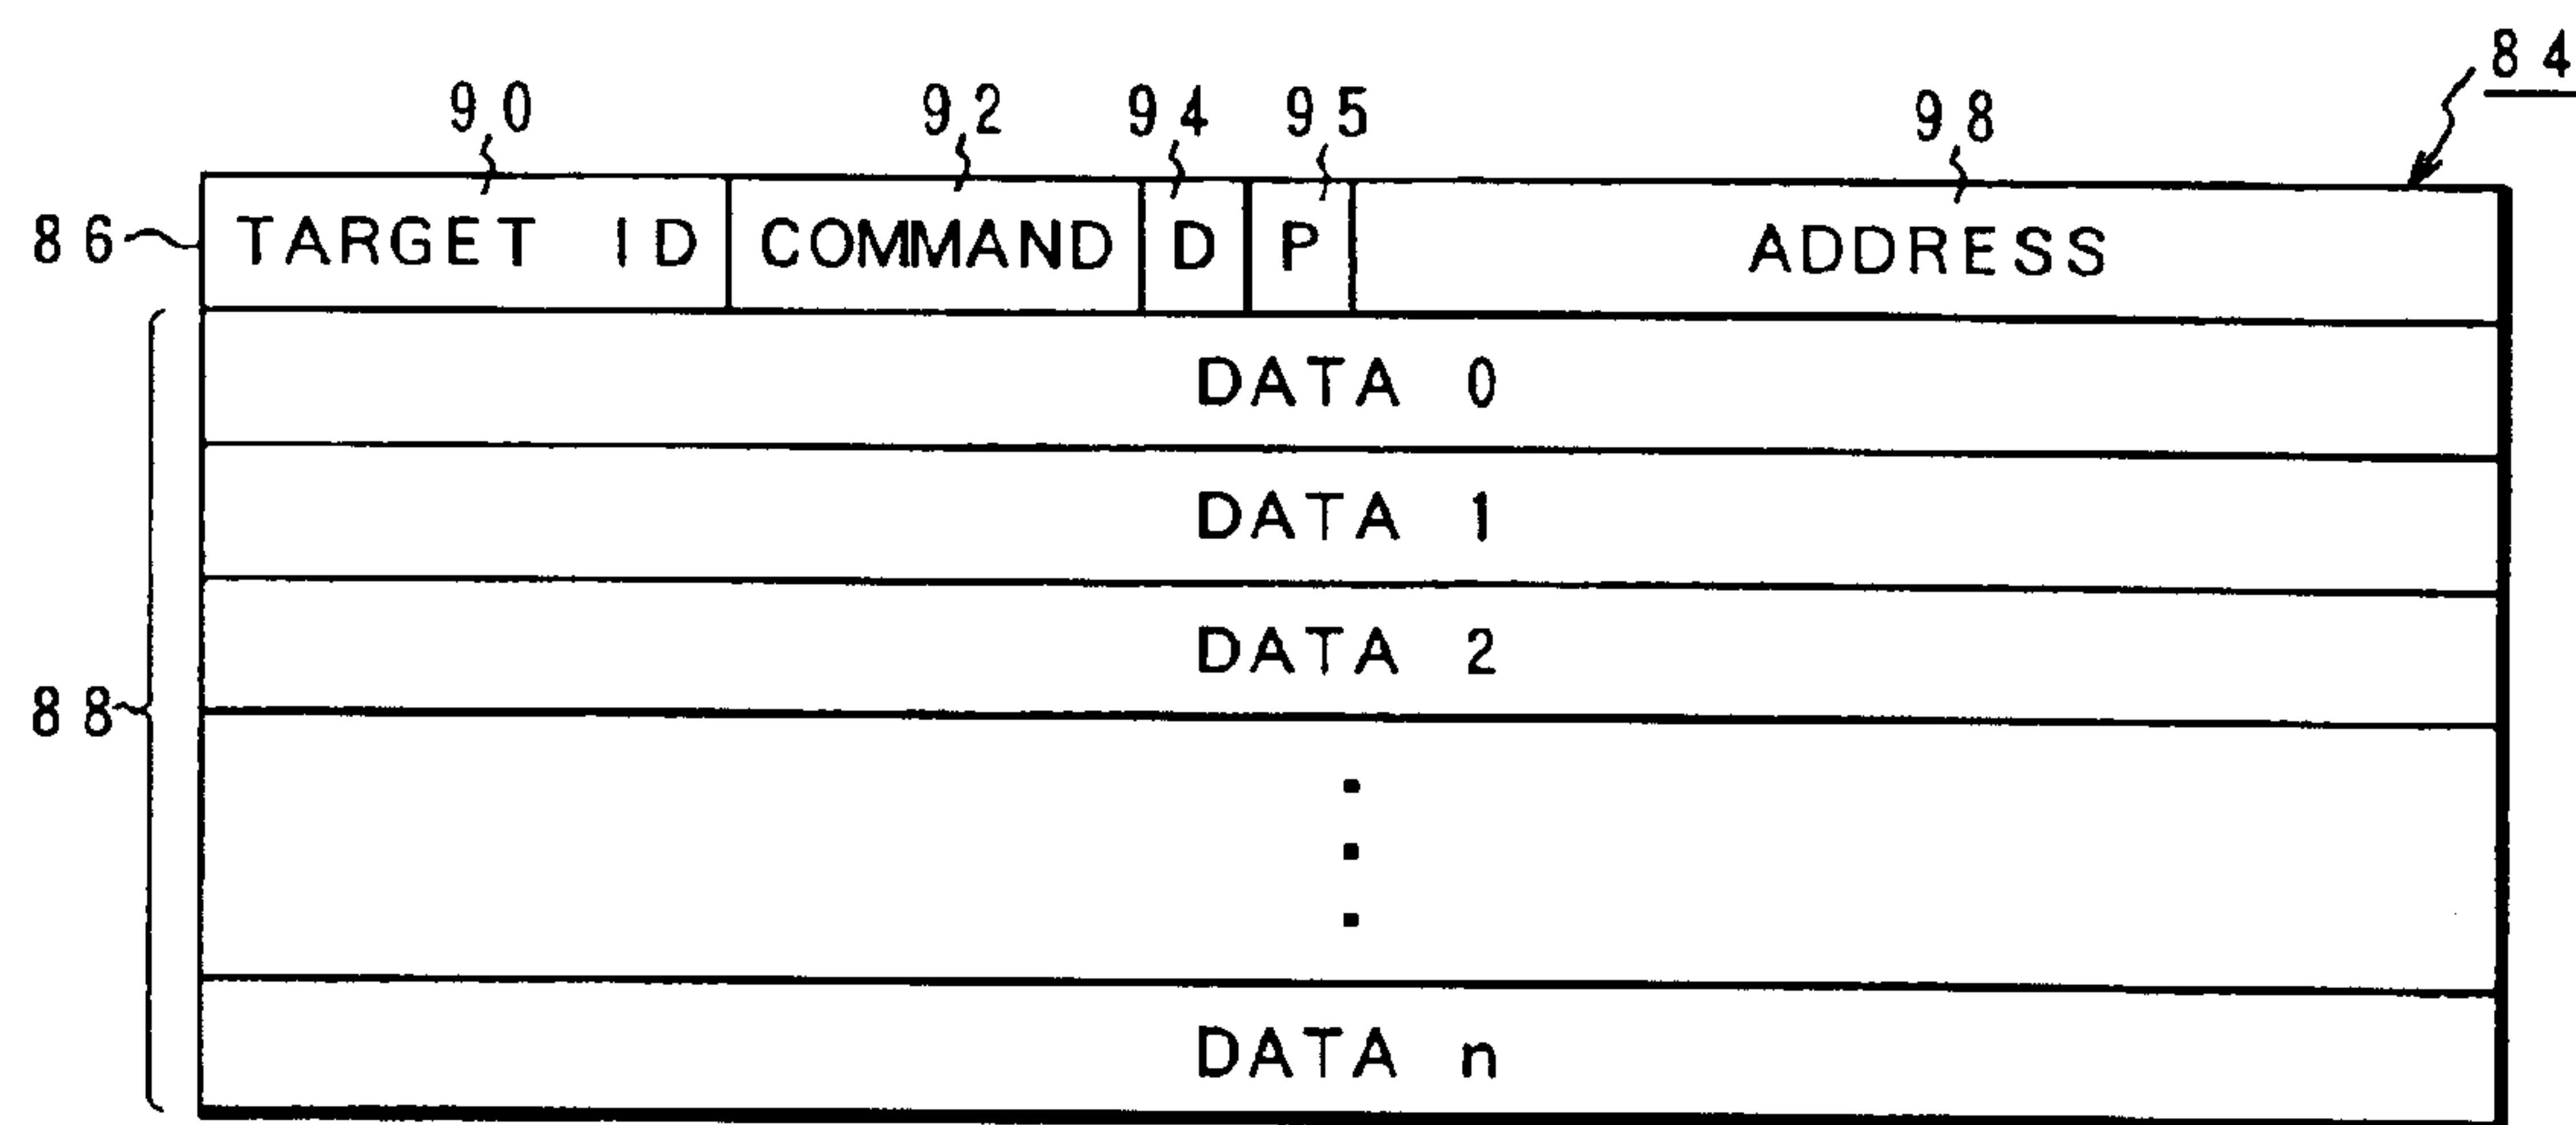 84
90 92 94 95 98
86 TARGET ID COMMAND D P ADDRESS
DATA 0
DATA 1
DATA 2
88
DATA n